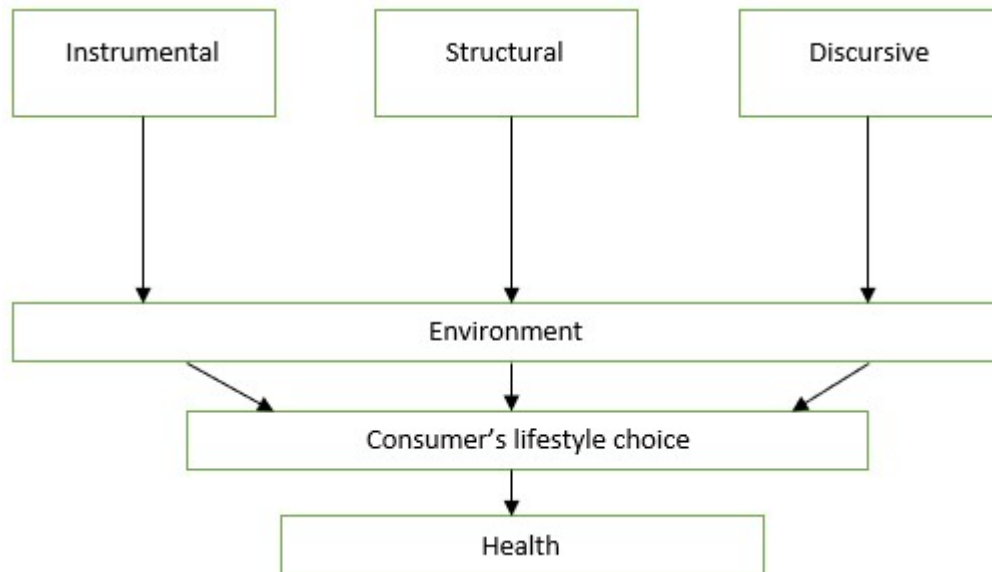 Instrumental
Structural
Discursive
Environment
Consumer’s lifestyle choice
Health